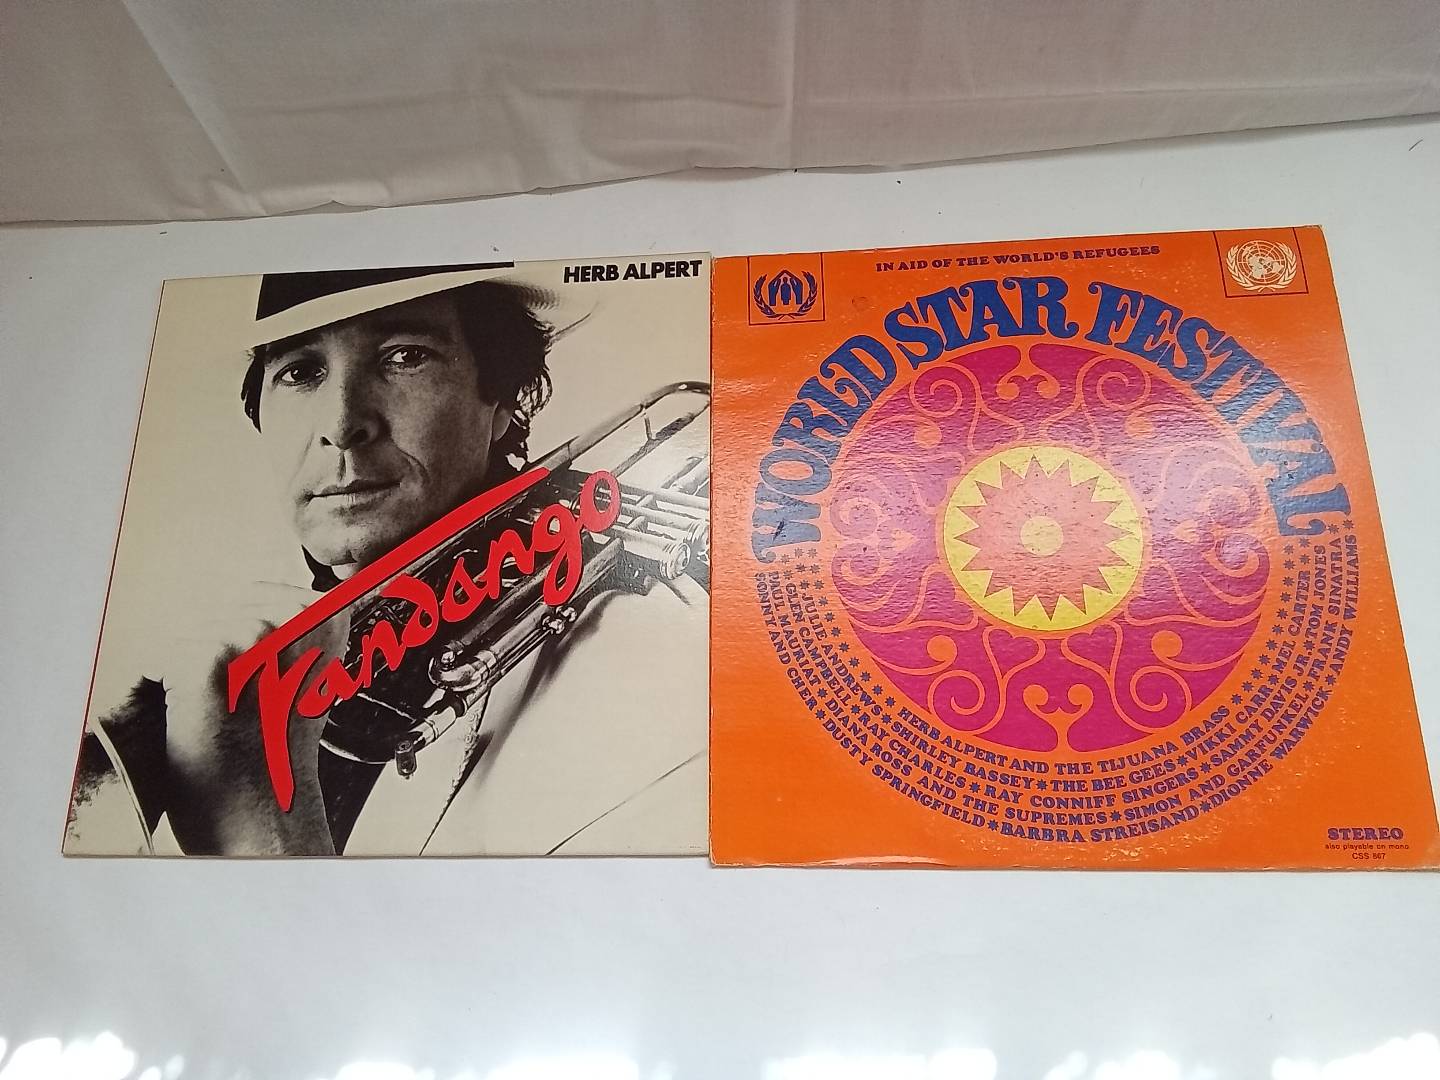 HERB ALPERT
Fandango
IN AID OF THE WORLD'S REFUGEES
WORLD STAR FESTIVAL
JULIE ANDREWS * SHIRLEY BASSEY * THE BEE GEES * VIKKI CARR * MEL CARTER
HERB ALPERT AND THE TIJUANA BRASS
GLEN CAMPBELL * RAY CHARLES * RAY CONNIFF SINGERS * SAMMY DAVIS JR. * TOM JONES
PAUL MAURIAT * DIANA ROSS AND THE SUPREMES * SIMON AND GARFUNKEL * FRANK SINATRA
SONNY AND CHER * DUSTY SPRINGFIELD * BARBRA STREISAND * DIONNE WARWICK * ANDY WILLIAMS
STEREO
also playable on mono
CSS 867